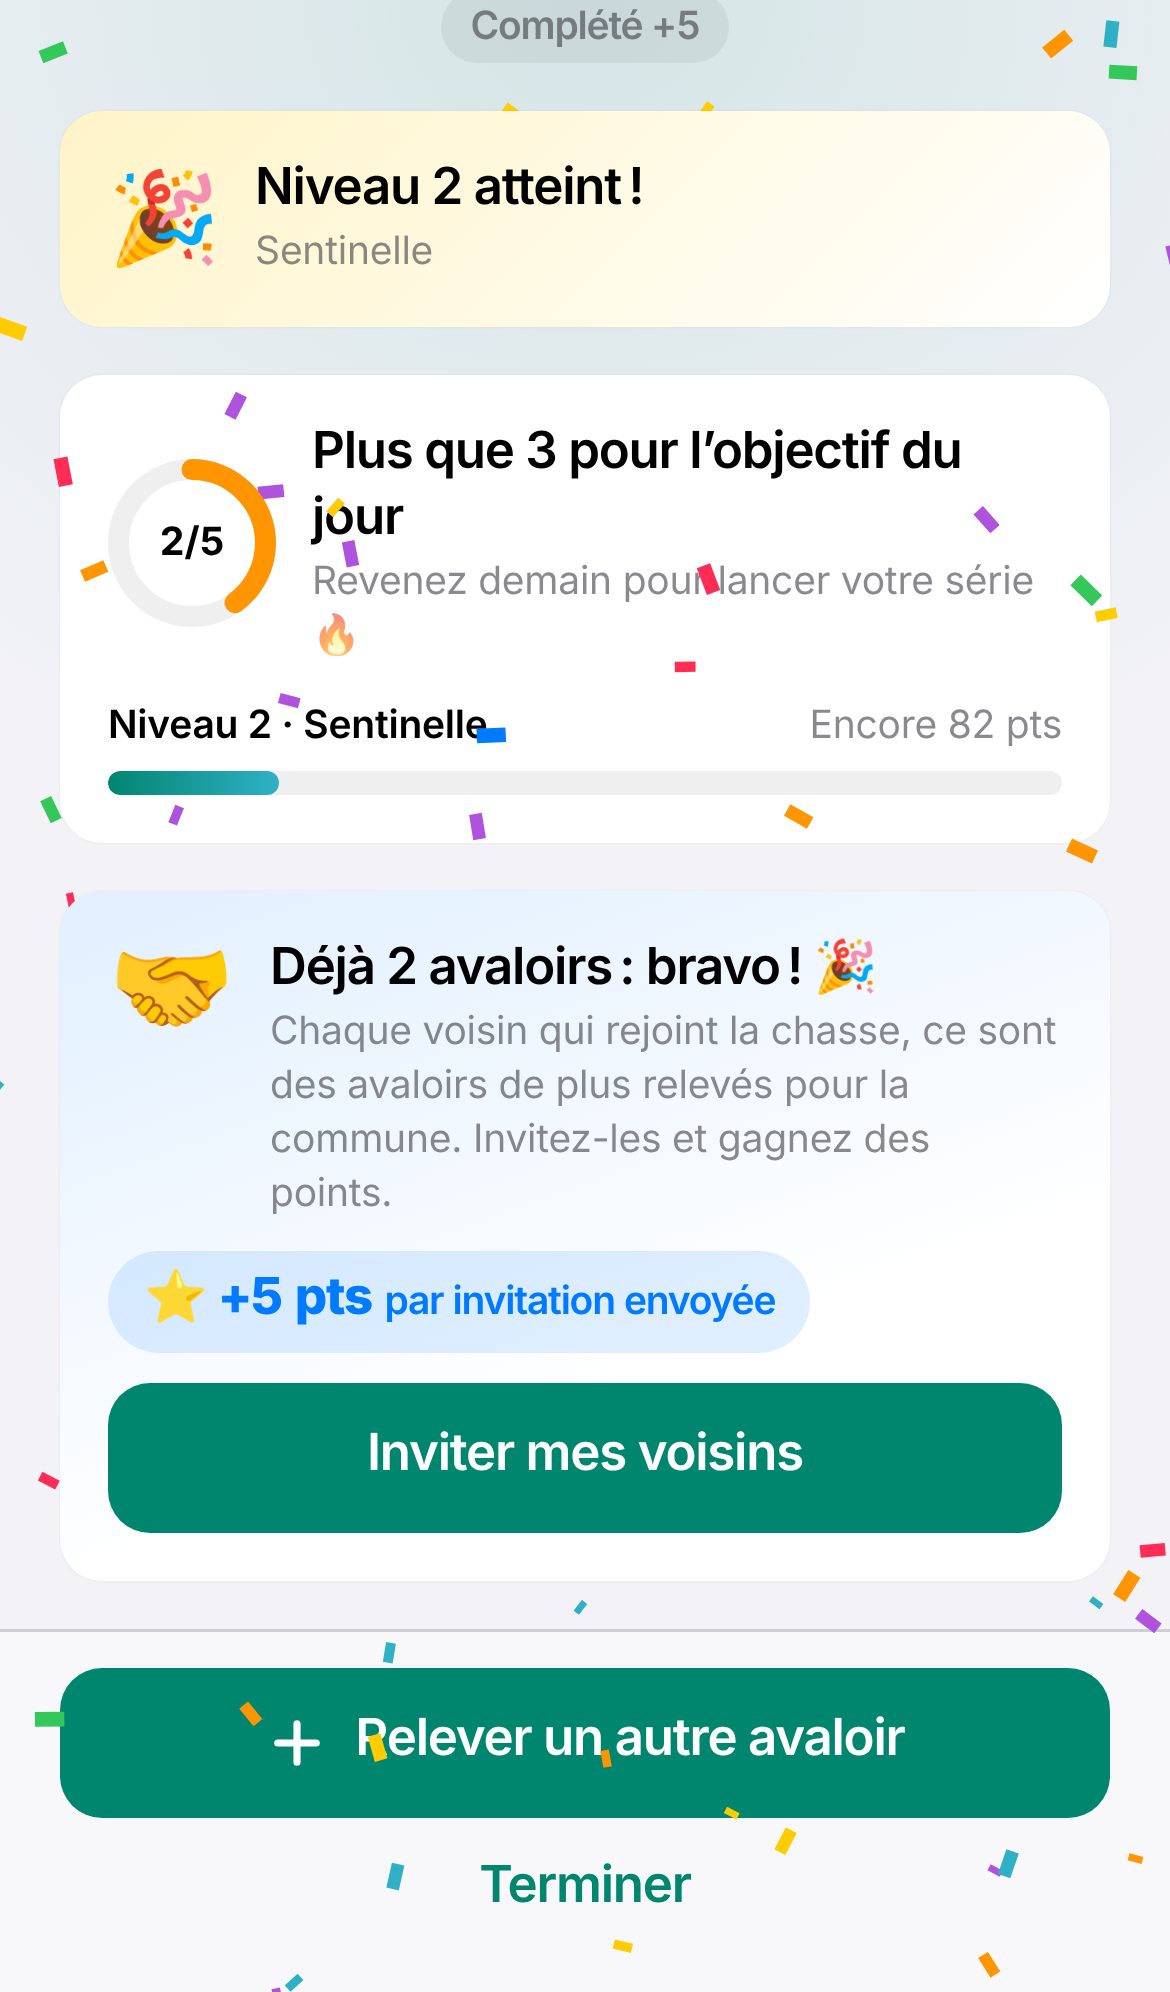 Complété +5
Niveau 2 atteint !
Sentinelle
2/5
Plus que 3 pour l’objectif du
jour
Revenez demain pour lancer votre série
🔥
Niveau 2 · Sentinelle
Encore 82 pts
Déjà 2 avaloirs : bravo ! 🎉
Chaque voisin qui rejoint la chasse, ce sont
des avaloirs de plus relevés pour la
commune. Invitez-les et gagnez des
points.
⭐ +5 pts par invitation envoyée
Inviter mes voisins
+ Relever un autre avaloir
Terminer